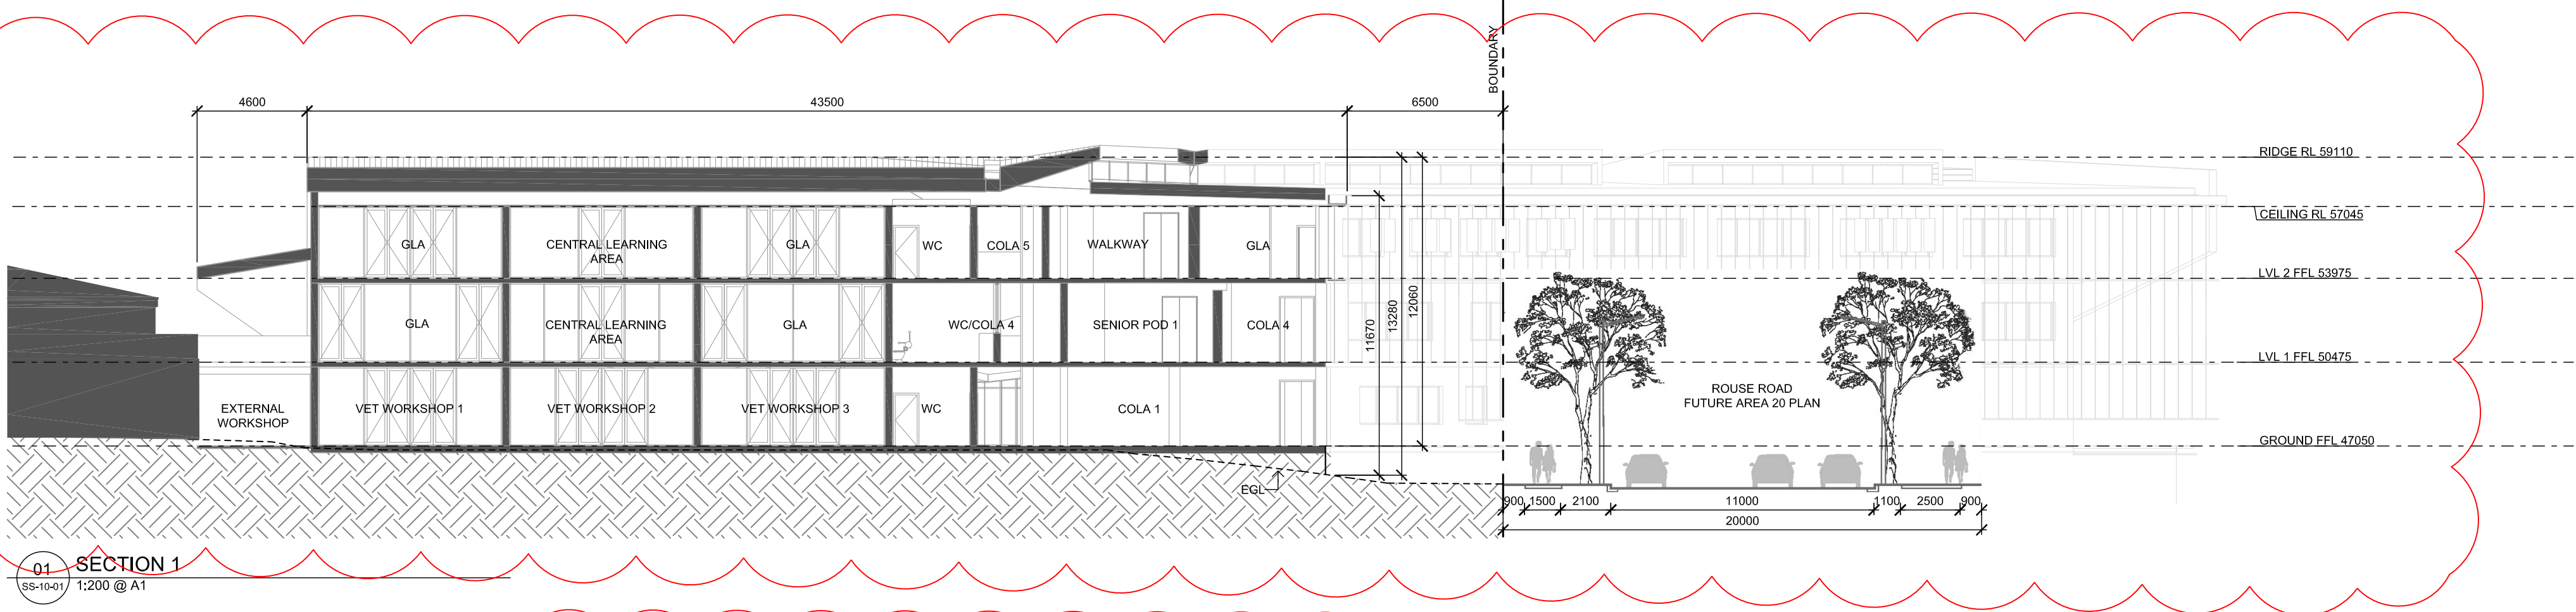 BOUNDARY
4600
43500
6500
RIDGE RL 59110
CEILING RL 57045
GLA
CENTRAL LEARNING
AREA
GLA
WC
COLA 5
WALKWAY
GLA
LVL 2 FFL 53975
GLA
CENTRAL LEARNING
AREA
GLA
WC/COLA 4
SENIOR POD 1
COLA 4
11670
13280
12060
LVL 1 FFL 50475
ROUSE ROAD
FUTURE AREA 20 PLAN
EXTERNAL
WORKSHOP
VET WORKSHOP 1
VET WORKSHOP 2
VET WORKSHOP 3
WC
COLA 1
GROUND FFL 47050
EGL
900
1500
2100
11000
1100
2500
900
20000
01
SS-10-01
SECTION 1
1:200 @ A1